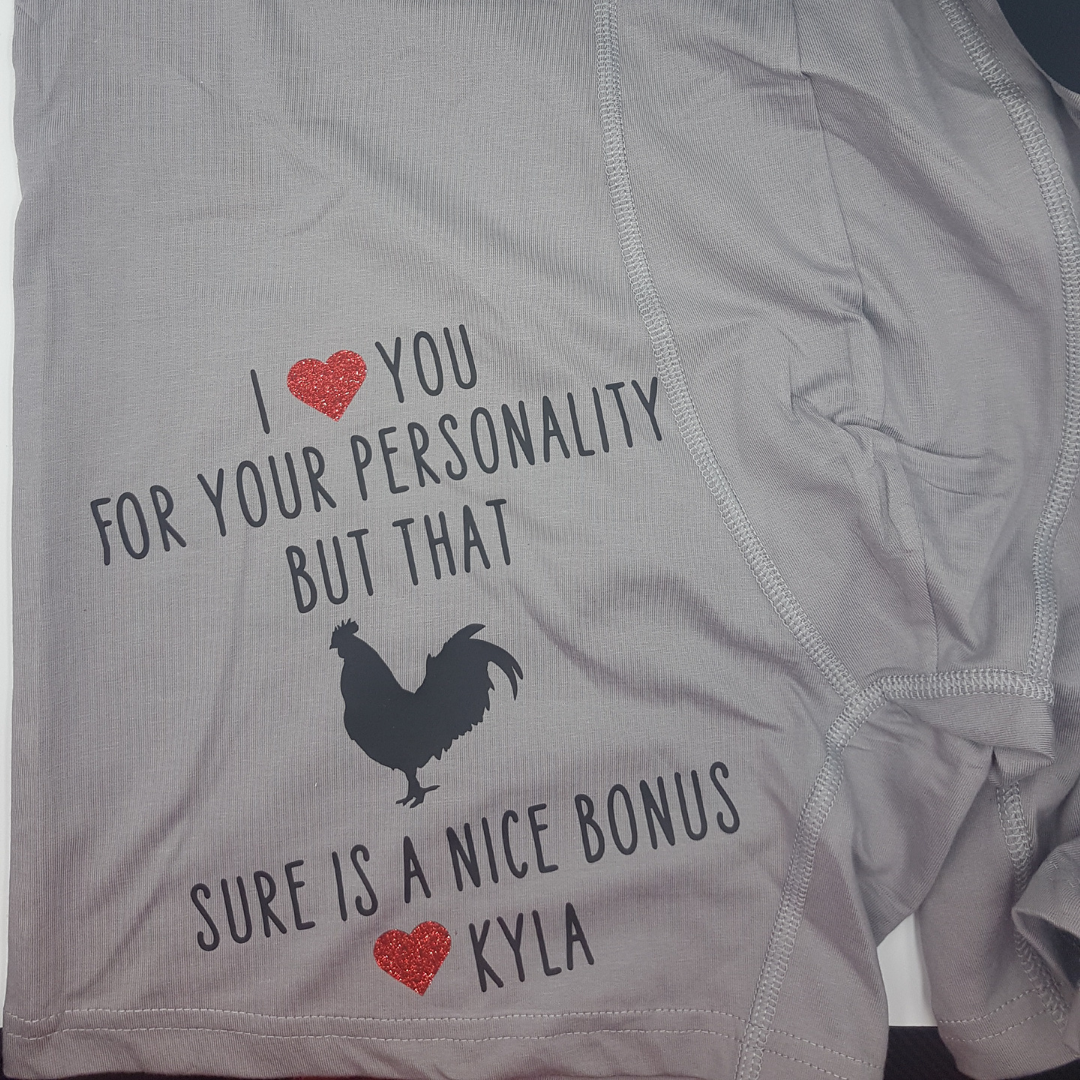 I ❤ YOU
FOR YOUR PERSONALITY
BUT THAT
SURE IS A NICE BONUS
❤ KYLA